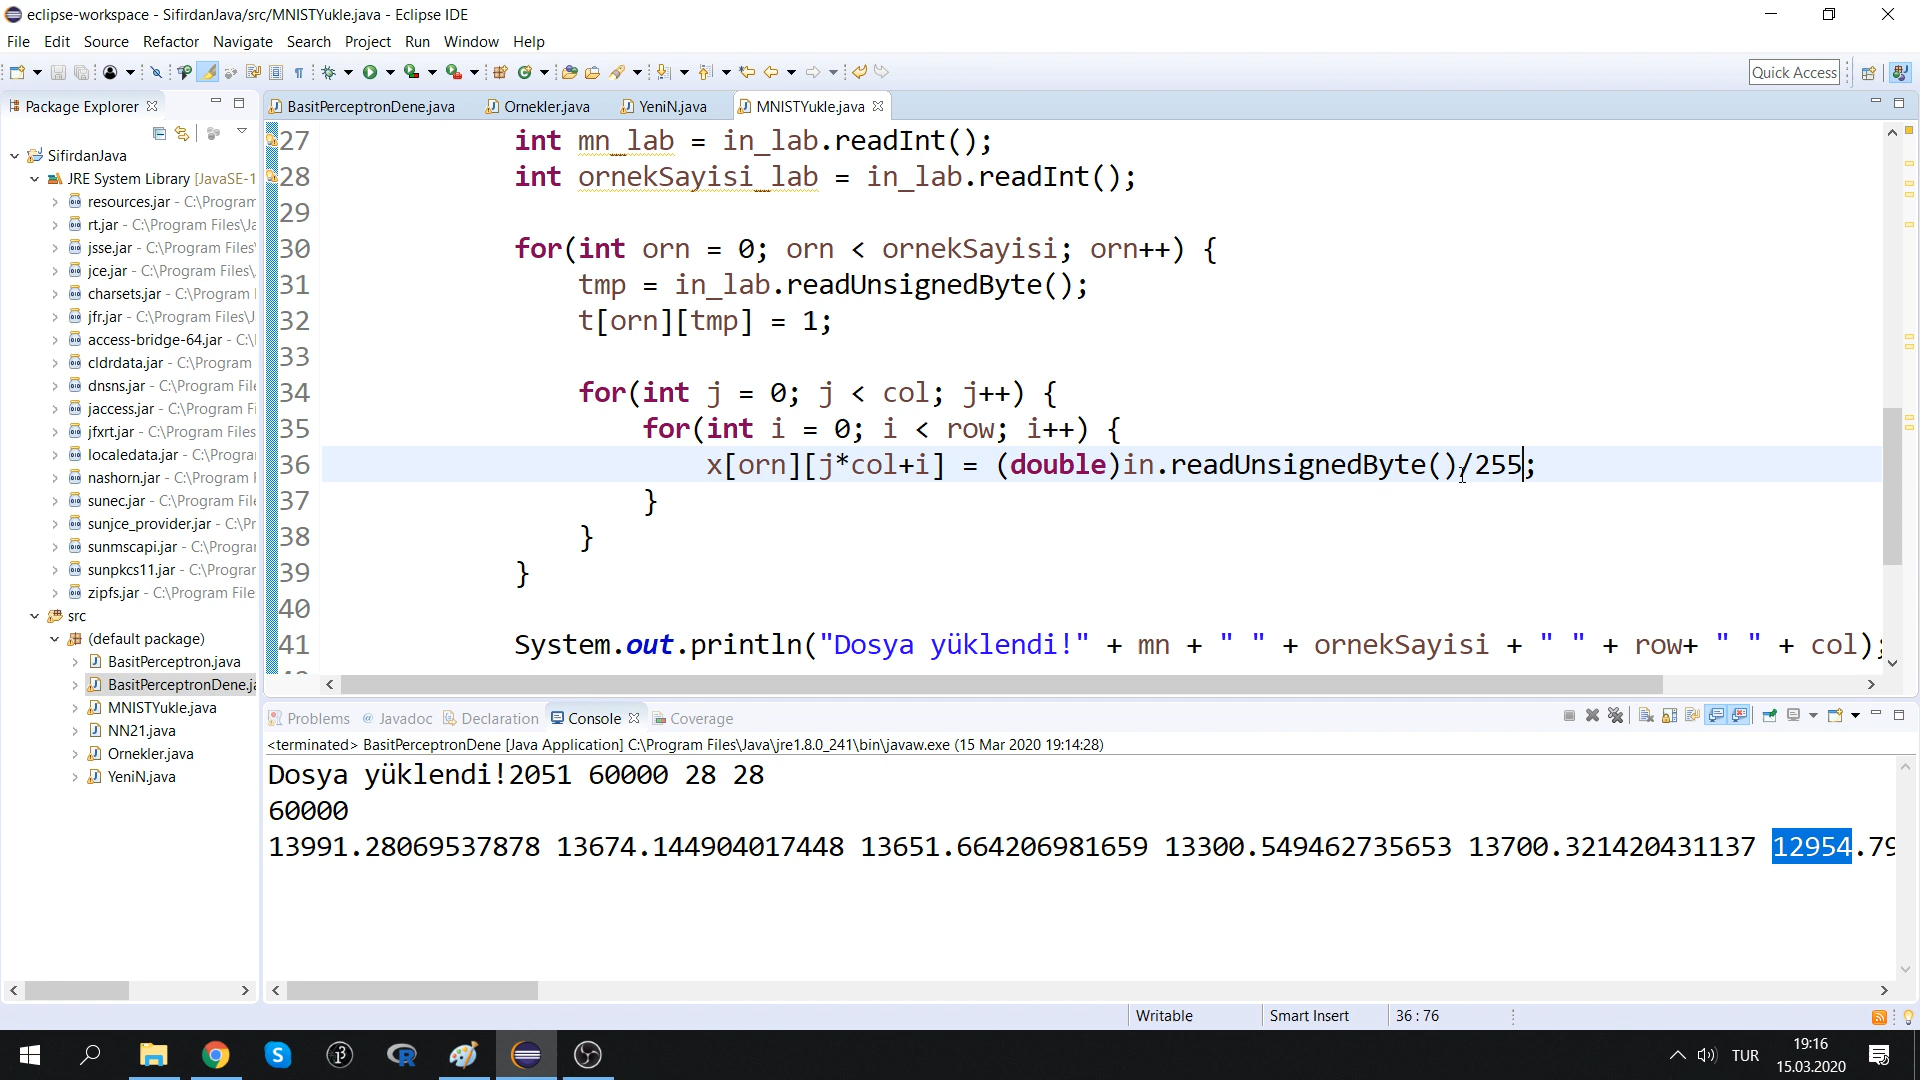 eclipse-workspace - SifirdanJava/src/MNISTYukle.java - Eclipse IDE
File Edit Source Refactor Navigate Search Project Run Window Help
Quick Access
Package Explorer
BasitPerceptronDene.java Ornekler.java YeniN.java MNISTYukle.java
SifirdanJava
JRE System Library [JavaSE-1
resources.jar - C:\Program
rt.jar - C:\Program Files\Ja
jsse.jar - C:\Program Files\
jce.jar - C:\Program Files\
charsets.jar - C:\Program
jfr.jar - C:\Program Files\J
access-bridge-64.jar - C:\
cldrdata.jar - C:\Program
dnsns.jar - C:\Program File
jaccess.jar - C:\Program Fi
jfxrt.jar - C:\Program Files
localedata.jar - C:\Progra
nashorn.jar - C:\Program
sunec.jar - C:\Program Files
sunjce_provider.jar - C:\Pr
sunmscapi.jar - C:\Progra
sunpkcs11.jar - C:\Prograr
zipfs.jar - C:\Program File
src
(default package)
BasitPerceptron.java
BasitPerceptronDene.ja
MNISTYukle.java
NN21.java
Ornekler.java
YeniN.java
27 int mn_lab = in_lab.readInt();
28 int ornekSayisi_lab = in_lab.readInt();
29
30 for(int orn = 0; orn < ornekSayisi; orn++) {
31 tmp = in_lab.readUnsignedByte();
32 t[orn][tmp] = 1;
33
34 for(int j = 0; j < col; j++) {
35 for(int i = 0; i < row; i++) {
36 x[orn][j*col+i] = (double)in.readUnsignedByte()/255;
37 }
38 }
39 }
40
41 System.out.println("Dosya yüklendi!" + mn + " " + ornekSayisi + " " + row+ " " + col);
Problems Javadoc Declaration Console Coverage
<terminated> BasitPerceptronDene [Java Application] C:\Program Files\Java\jre1.8.0_241\bin\javaw.exe (15 Mar 2020 19:14:28)
Dosya yüklendi!2051 60000 28 28
60000
13991.28069537878 13674.144904017448 13651.664206981659 13300.549462735653 13700.321420431137 12954.79
Writable Smart Insert 36 : 76
TUR
19:16
15.03.2020